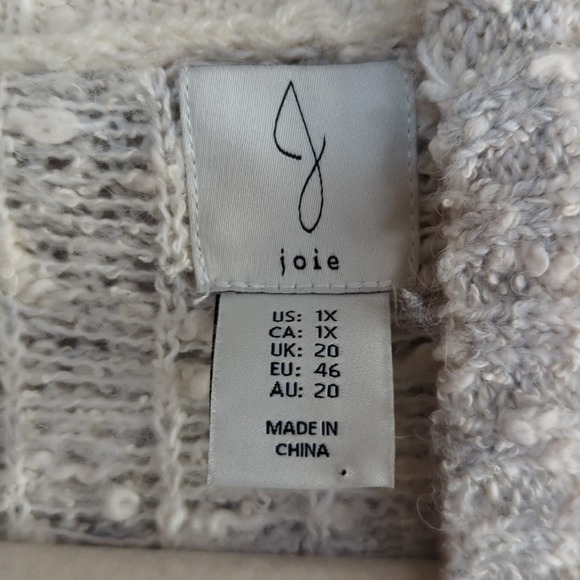 joie
US: 1X
CA: 1X
UK: 20
EU: 46
AU: 20
MADE IN
CHINA